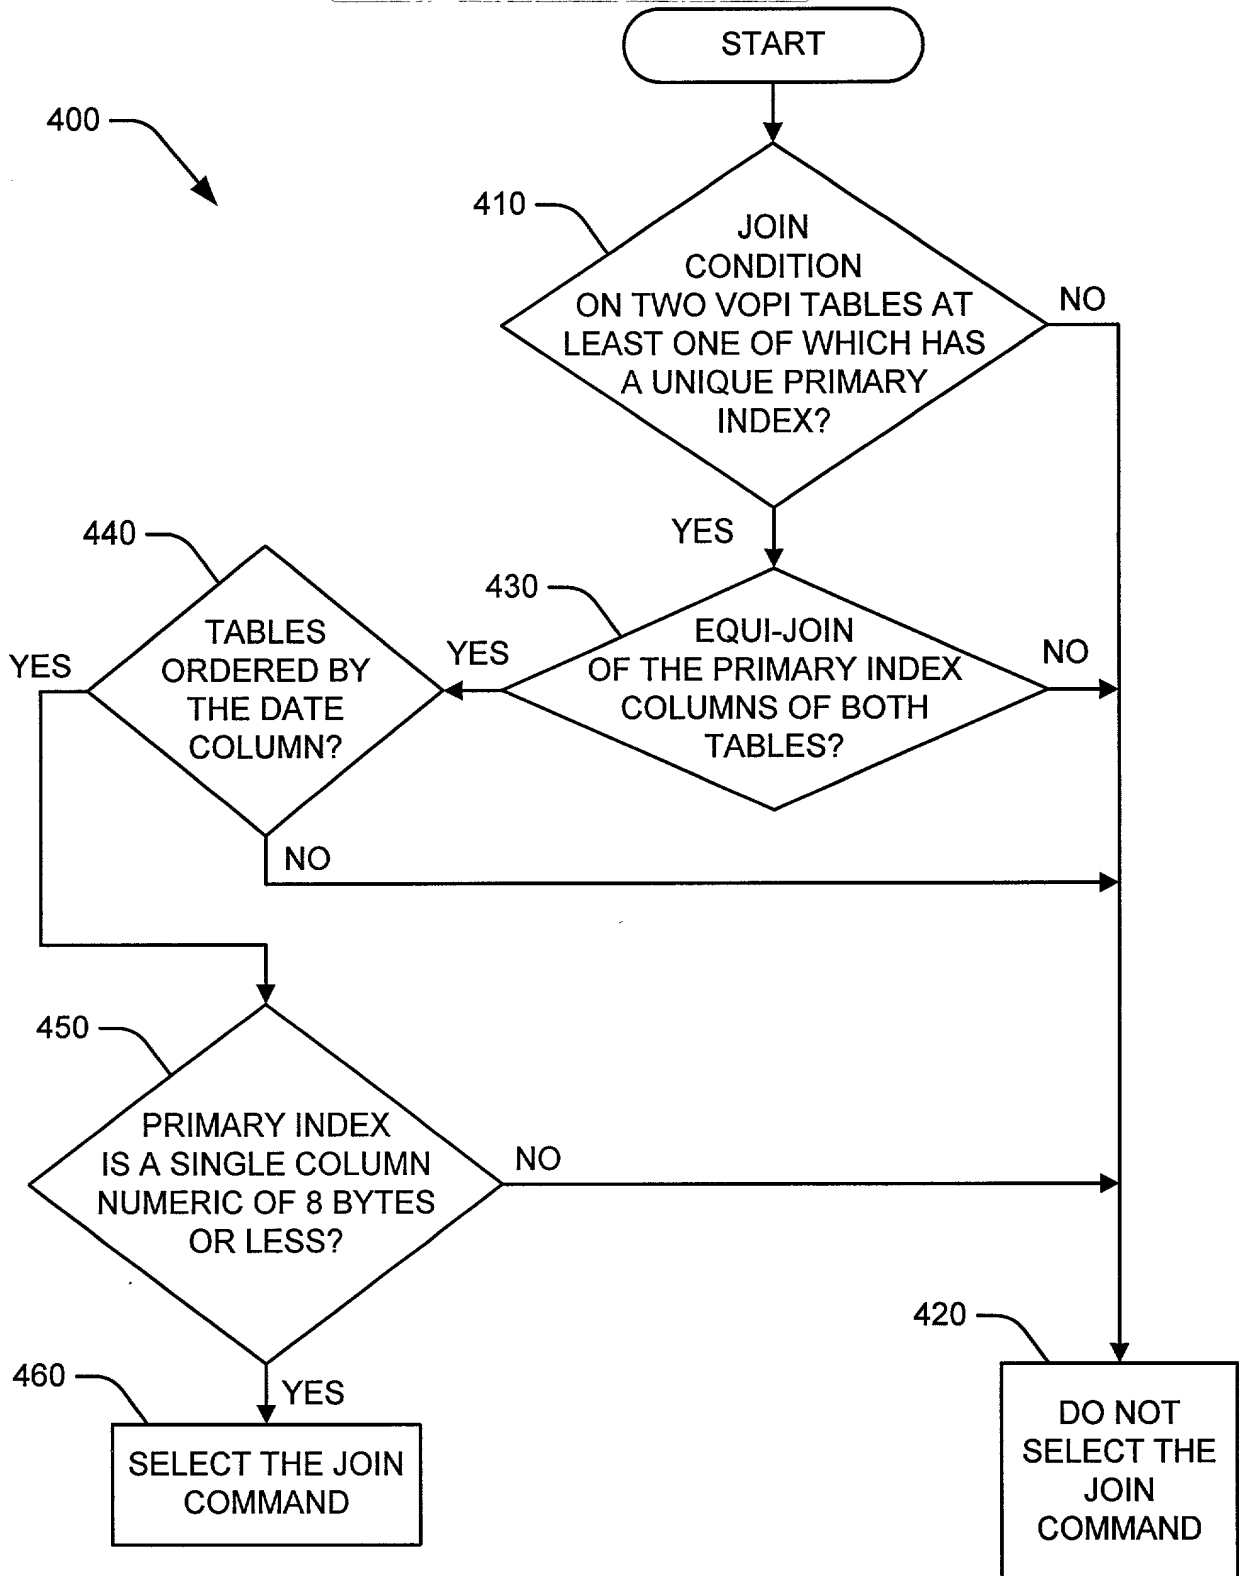 START
400
410
JOIN
CONDITION
ON TWO VOPI TABLES AT
LEAST ONE OF WHICH HAS
A UNIQUE PRIMARY
INDEX?
NO
YES
440
430
TABLES
ORDERED BY
THE DATE
COLUMN?
YES
YES
EQUI-JOIN
OF THE PRIMARY INDEX
COLUMNS OF BOTH
TABLES?
NO
NO
450
PRIMARY INDEX
IS A SINGLE COLUMN
NUMERIC OF 8 BYTES
OR LESS?
NO
420
460
YES
SELECT THE JOIN
COMMAND
DO NOT
SELECT THE
JOIN
COMMAND